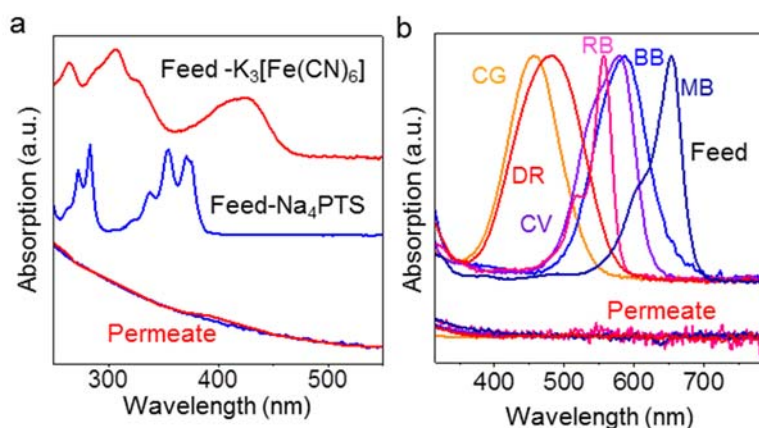 a
Feed -K₃[Fe(CN)₆]
Feed-Na₄PTS
Permeate
Absorption (a.u.)
300 400 500
Wavelength (nm)
b
CG
DR
CV
RB
BB
MB
Feed
Permeate
Absorption (a.u.)
400 500 600 700
Wavelength (nm)